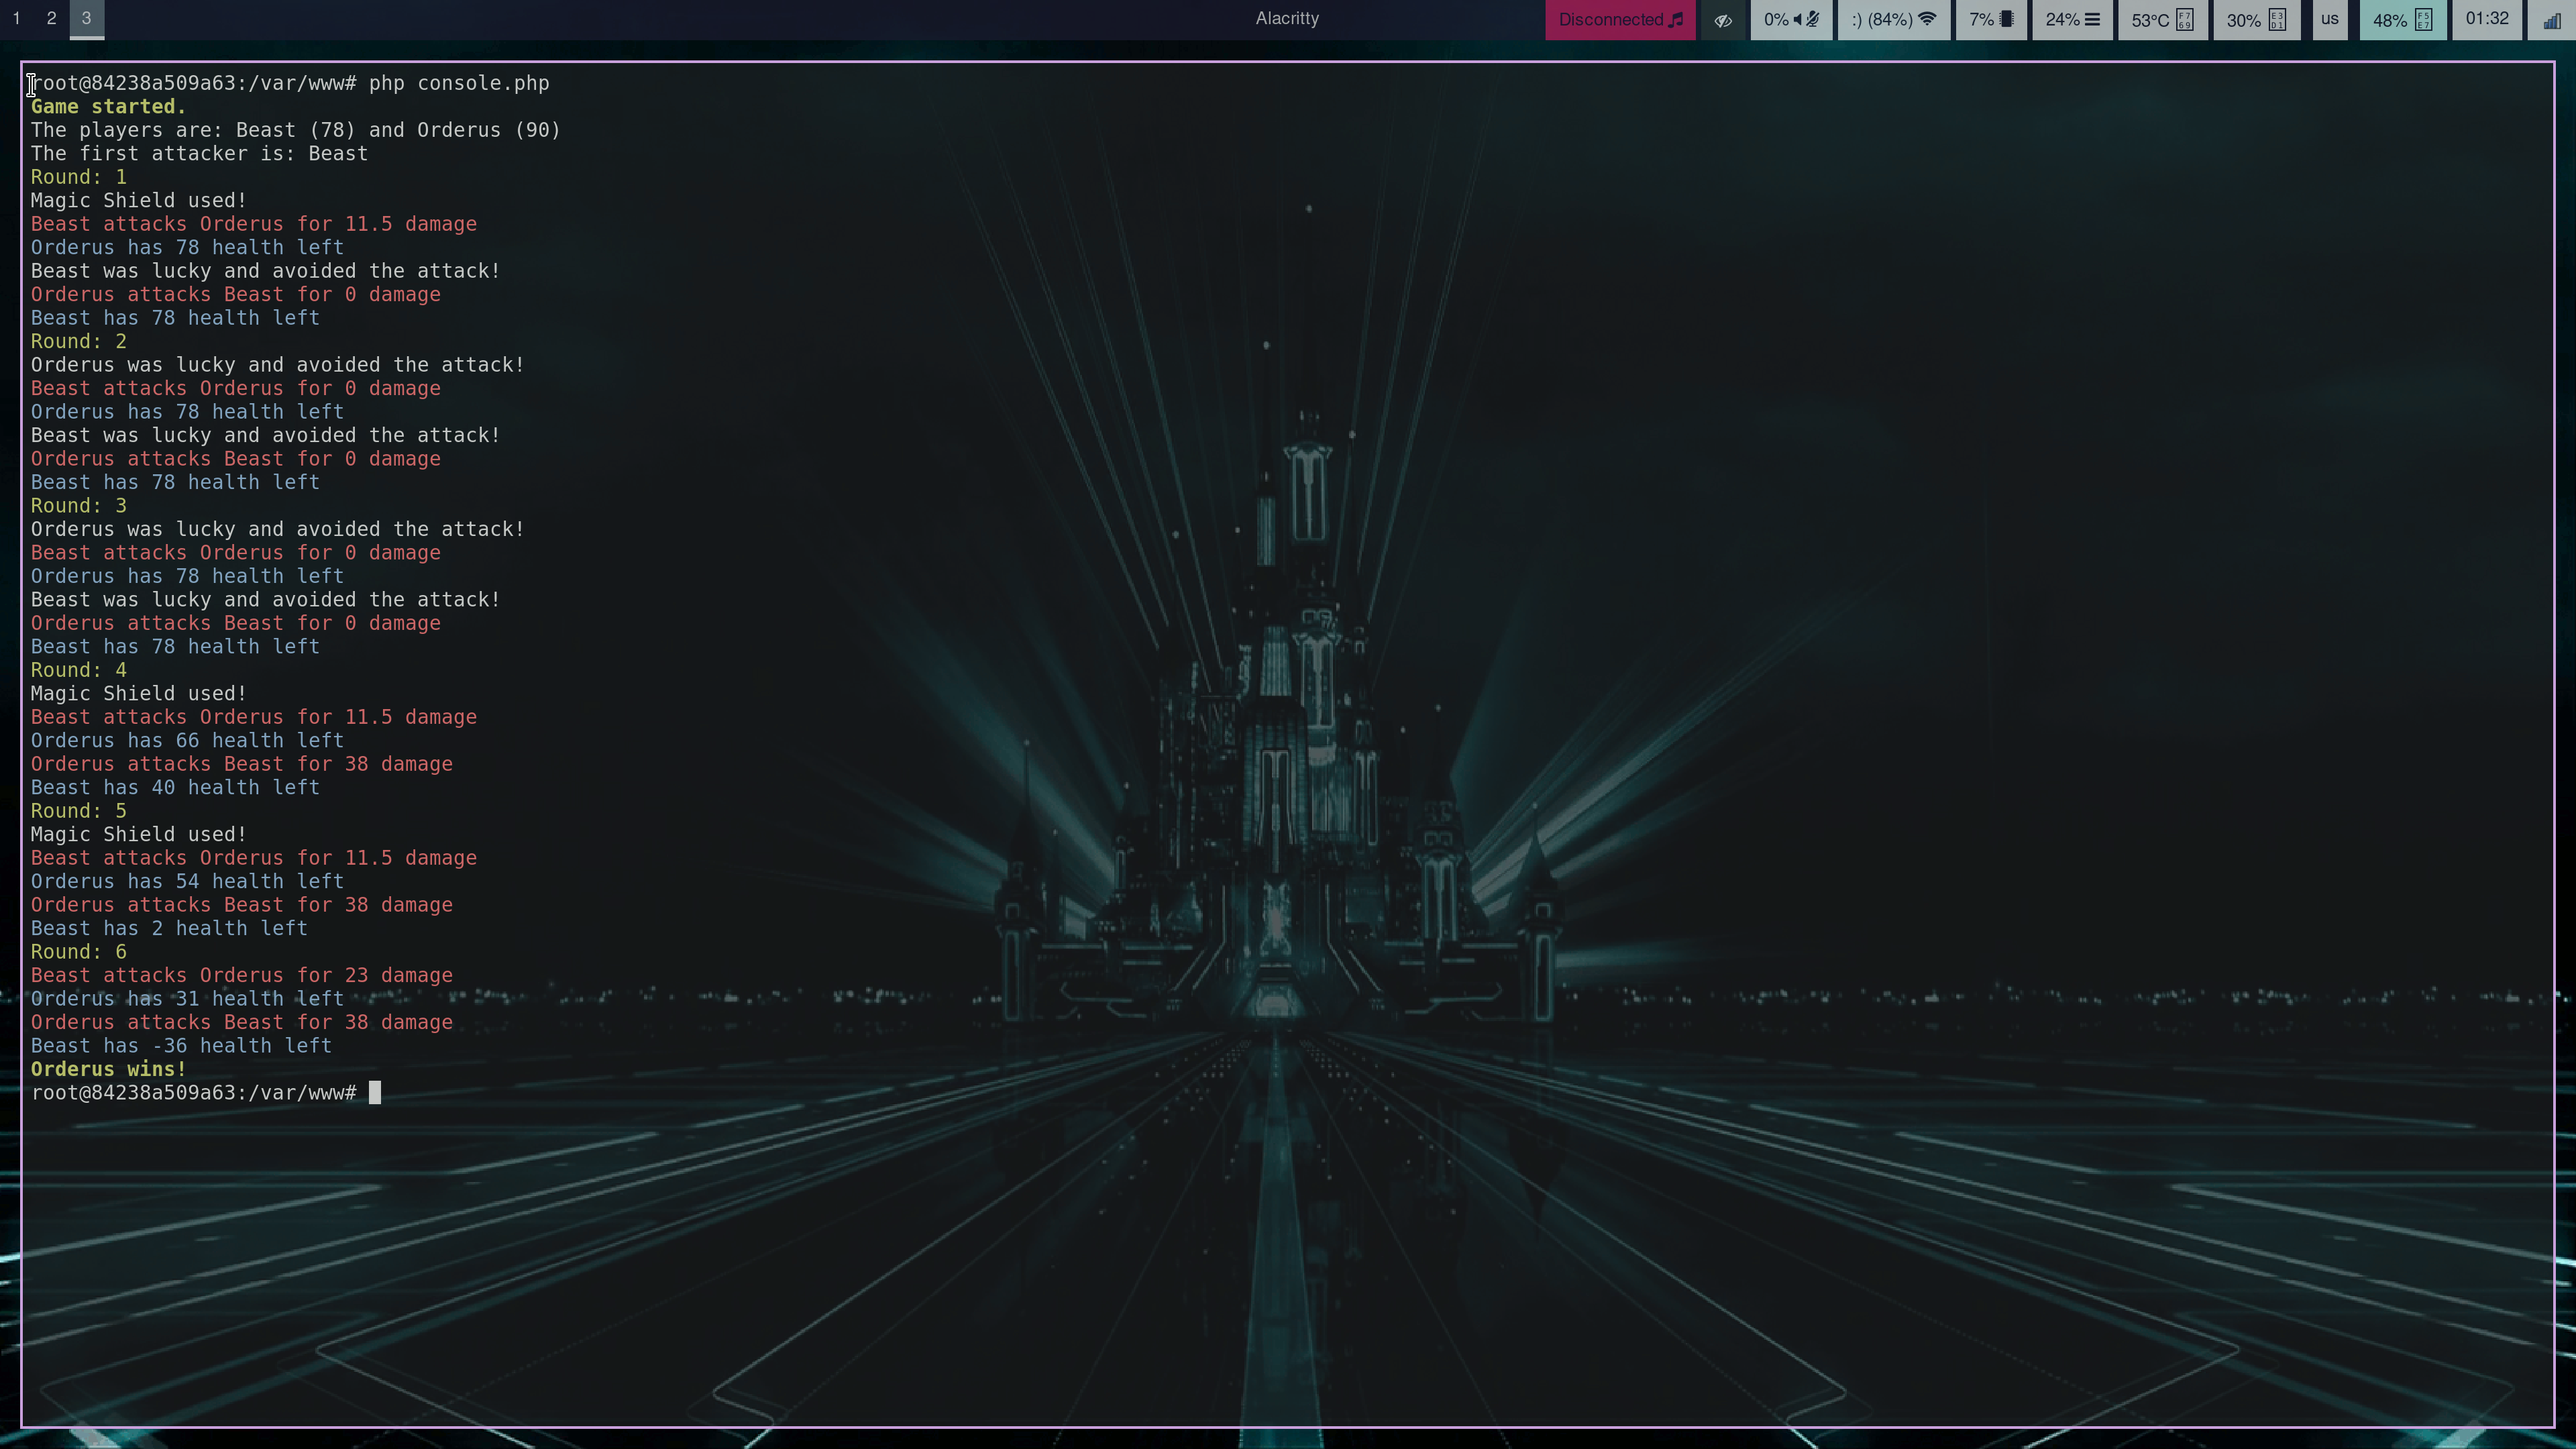 1 2 3 Alacritty Disconnected 0% :) (84%) 7% 24% 53°C F769 30% E3D1 us 48% F5E7 01:32
root@84238a509a63:/var/www# php console.php
Game started.
The players are: Beast (78) and Orderus (90)
The first attacker is: Beast
Round: 1
Magic Shield used!
Beast attacks Orderus for 11.5 damage
Orderus has 78 health left
Beast was lucky and avoided the attack!
Orderus attacks Beast for 0 damage
Beast has 78 health left
Round: 2
Orderus was lucky and avoided the attack!
Beast attacks Orderus for 0 damage
Orderus has 78 health left
Beast was lucky and avoided the attack!
Orderus attacks Beast for 0 damage
Beast has 78 health left
Round: 3
Orderus was lucky and avoided the attack!
Beast attacks Orderus for 0 damage
Orderus has 78 health left
Beast was lucky and avoided the attack!
Orderus attacks Beast for 0 damage
Beast has 78 health left
Round: 4
Magic Shield used!
Beast attacks Orderus for 11.5 damage
Orderus has 66 health left
Orderus attacks Beast for 38 damage
Beast has 40 health left
Round: 5
Magic Shield used!
Beast attacks Orderus for 11.5 damage
Orderus has 54 health left
Orderus attacks Beast for 38 damage
Beast has 2 health left
Round: 6
Beast attacks Orderus for 23 damage
Orderus has 31 health left
Orderus attacks Beast for 38 damage
Beast has -36 health left
Orderus wins!
root@84238a509a63:/var/www#